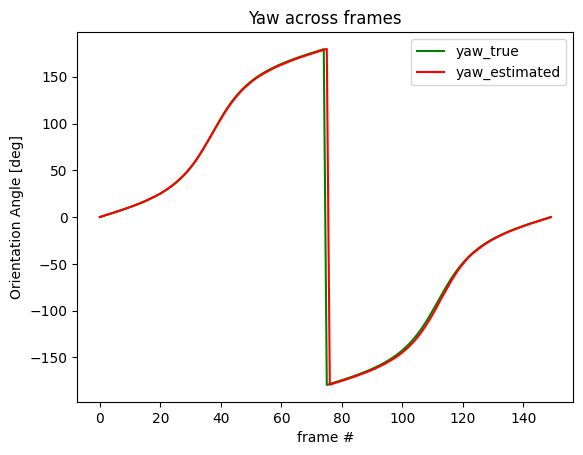 Yaw across frames
yaw_true
yaw_estimated
Orientation Angle [deg]
150
100
50
0
−50
−100
−150
0 20 40 60 80 100 120 140
frame #